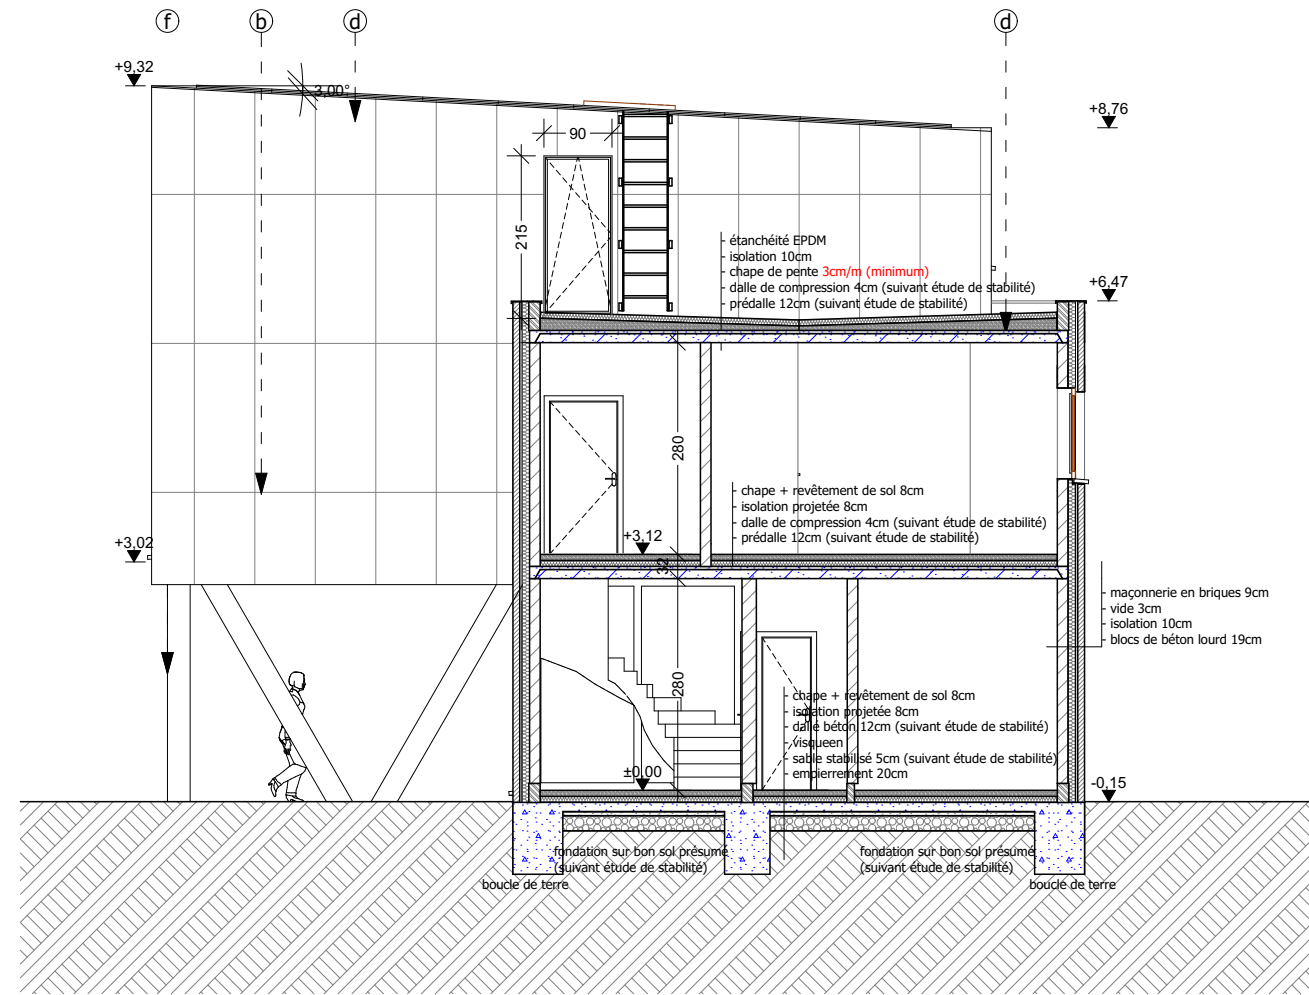 f
b
d
d
+9,32
3,00°
+8,76
90
215
étanchéité EPDM
isolation 10cm
chape de pente 3cm/m (minimum)
dalle de compression 4cm (suivant étude de stabilité)
prédalle 12cm (suivant étude de stabilité)
+6,47
280
chape + revêtement de sol 8cm
isolation projetée 8cm
dalle de compression 4cm (suivant étude de stabilité)
prédalle 12cm (suivant étude de stabilité)
+3,02
+3,12
32
maçonnerie en briques 9cm
vide 3cm
isolation 10cm
blocs de béton lourd 19cm
280
chape + revêtement de sol 8cm
isolation projetée 8cm
dalle béton 12cm (suivant étude de stabilité)
visqueen
sable stabilisé 5cm (suivant étude de stabilité)
empierrement 20cm
±0,00
-0,15
fondation sur bon sol présumé
(suivant étude de stabilité)
fondation sur bon sol présumé
(suivant étude de stabilité)
boucle de terre
boucle de terre